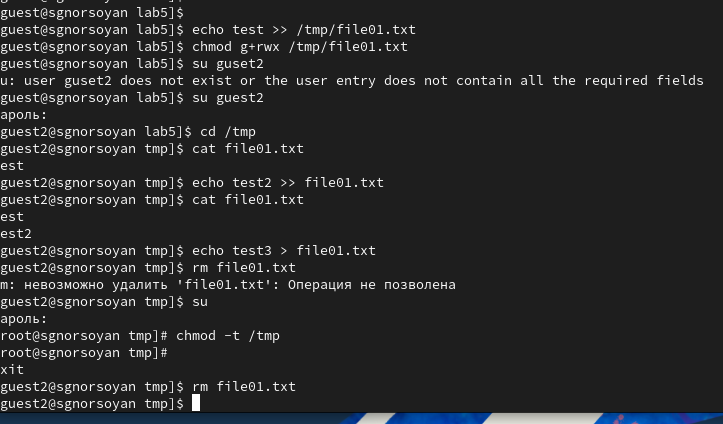 guest@sgnorsoyan lab5]$
guest@sgnorsoyan lab5]$ echo test >> /tmp/file01.txt
guest@sgnorsoyan lab5]$ chmod g+rwx /tmp/file01.txt
guest@sgnorsoyan lab5]$ su guset2
u: user guset2 does not exist or the user entry does not contain all the required fields
guest@sgnorsoyan lab5]$ su guest2
ароль:
guest2@sgnorsoyan lab5]$ cd /tmp
guest2@sgnorsoyan tmp]$ cat file01.txt
est
guest2@sgnorsoyan tmp]$ echo test2 >> file01.txt
guest2@sgnorsoyan tmp]$ cat file01.txt
est
est2
guest2@sgnorsoyan tmp]$ echo test3 > file01.txt
guest2@sgnorsoyan tmp]$ rm file01.txt
m: невозможно удалить 'file01.txt': Операция не позволена
guest2@sgnorsoyan tmp]$ su
ароль:
root@sgnorsoyan tmp]# chmod -t /tmp
root@sgnorsoyan tmp]#
xit
guest2@sgnorsoyan tmp]$ rm file01.txt
guest2@sgnorsoyan tmp]$